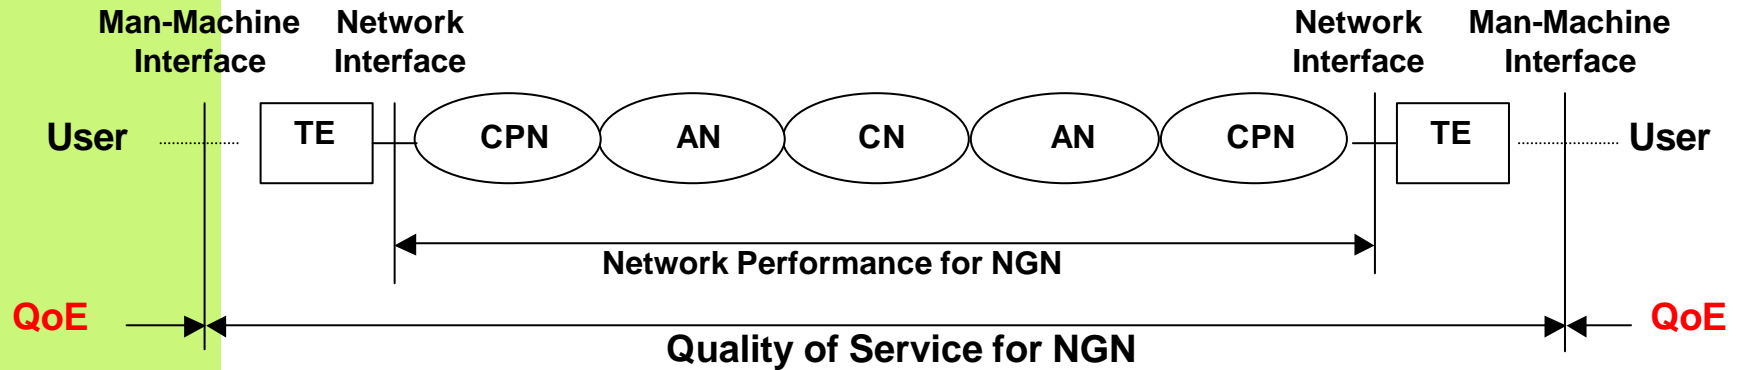 Man-Machine Interface
Network Interface
Network Interface
Man-Machine Interface
User
TE
CPN
AN
CN
AN
CPN
TE
User
Network Performance for NGN
QoE
Quality of Service for NGN
QoE